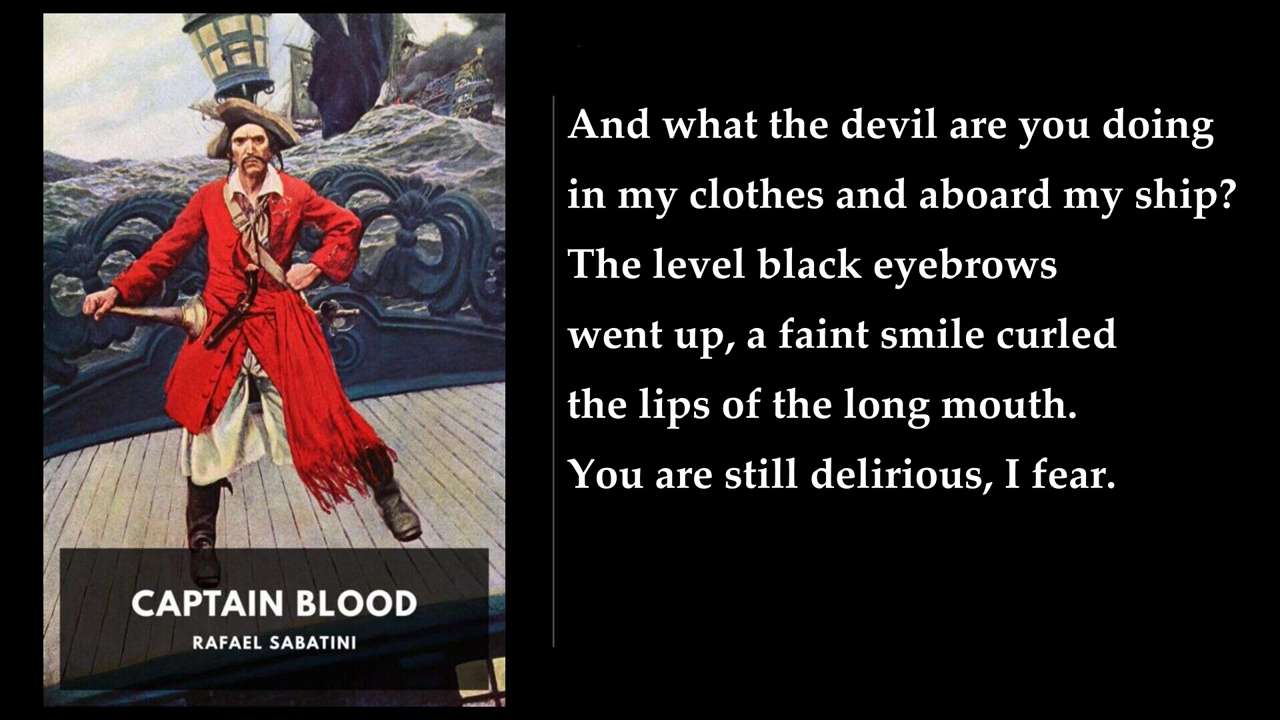 And what the devil are you doing
in my clothes and aboard my ship?
The level black eyebrows
went up, a faint smile curled
the lips of the long mouth.
You are still delirious, I fear.
CAPTAIN BLOOD
RAFAEL SABATINI